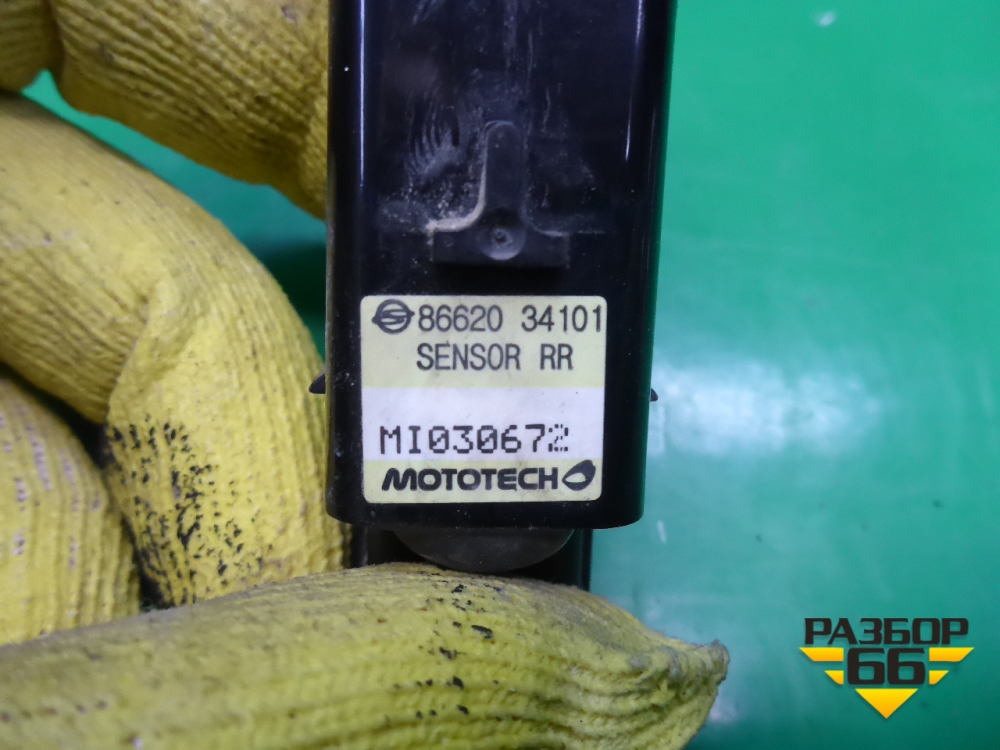 86620 34101
SENSOR RR
MI030672
MOTOTECH
РАЗБОР
66